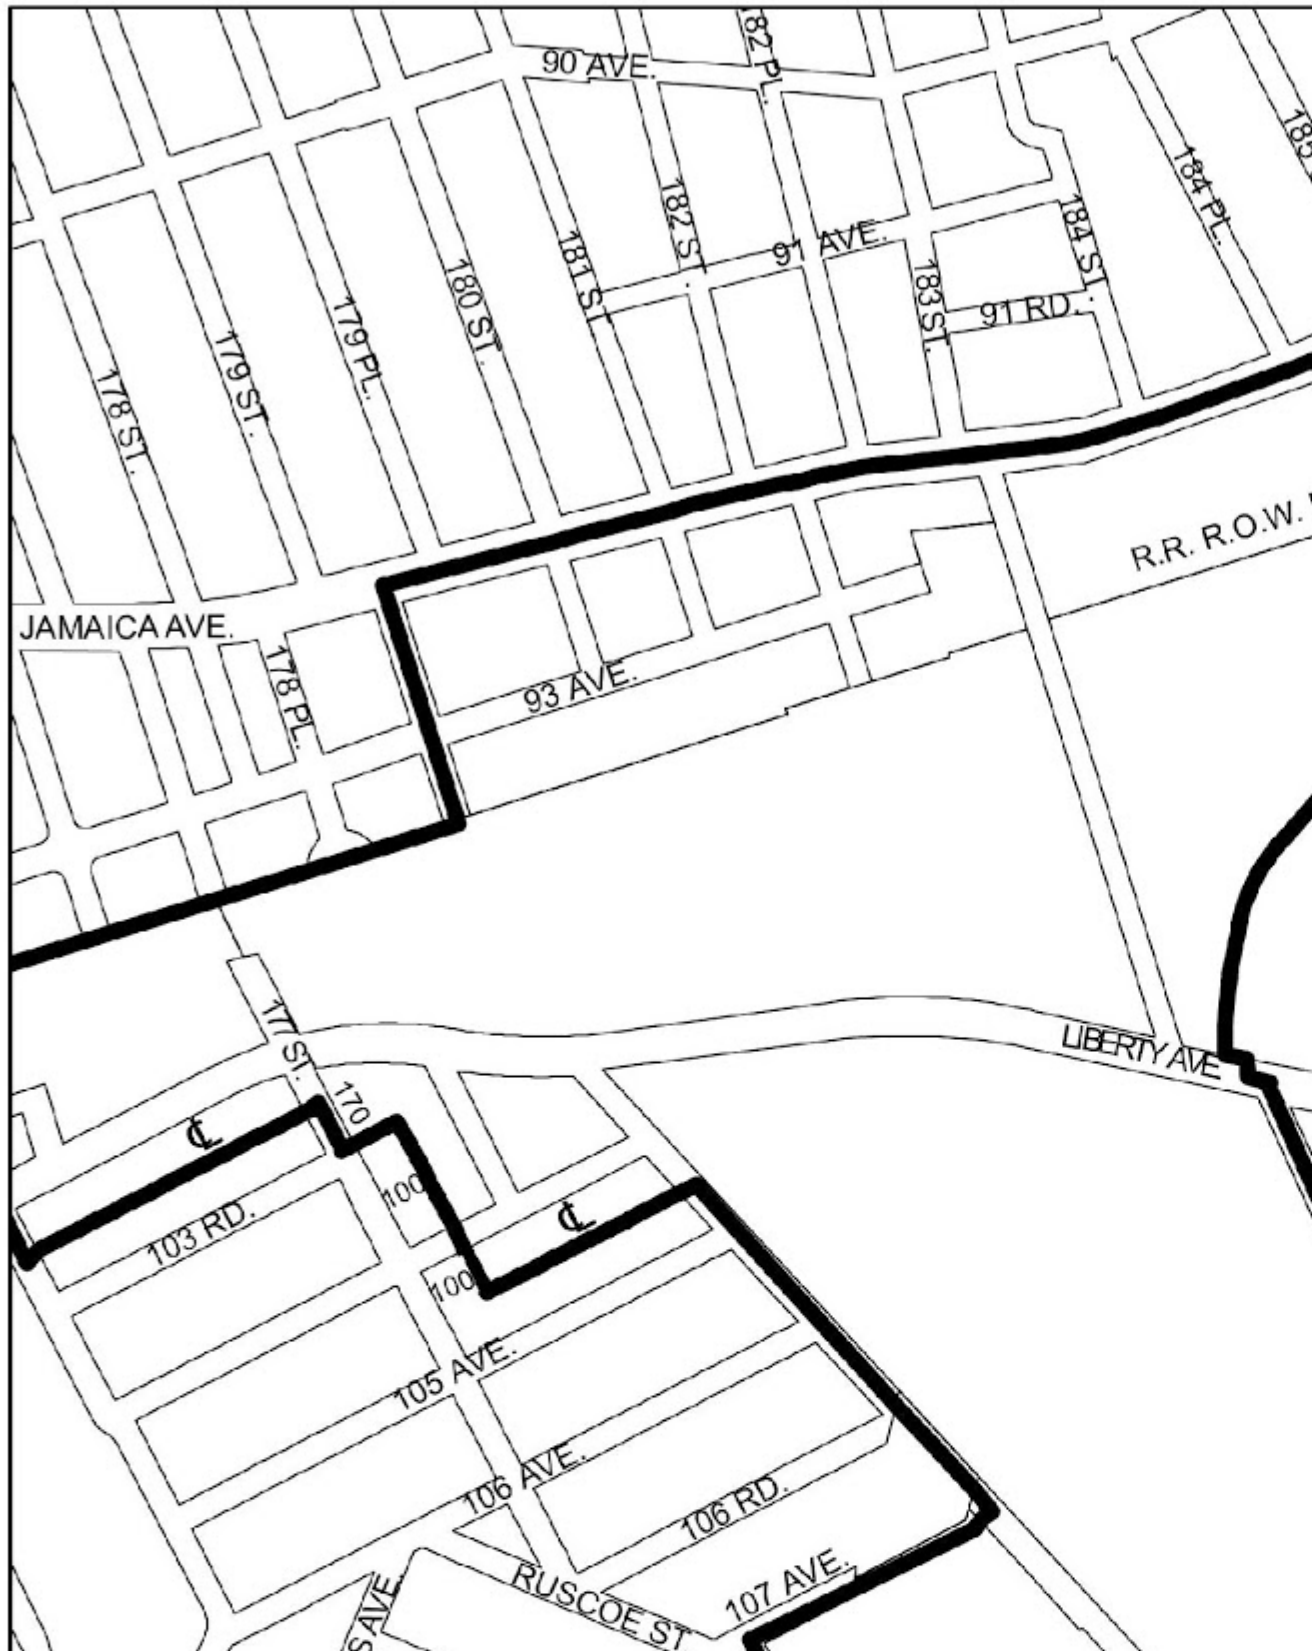 90 AVE.
182 PL.
185
184 PL.
182 ST.
184 ST.
91 AVE.
181 ST.
183 ST.
180 ST.
91 RD.
179 PL.
179 ST.
178 ST.
R.R. R.O.W.
JAMAICA AVE.
178 PL.
93 AVE.
177 ST.
LIBERTY AVE
170
℄
100
℄
103 RD.
100
105 AVE.
106 AVE.
106 RD.
107 AVE.
RUSCOE ST
S AVE.